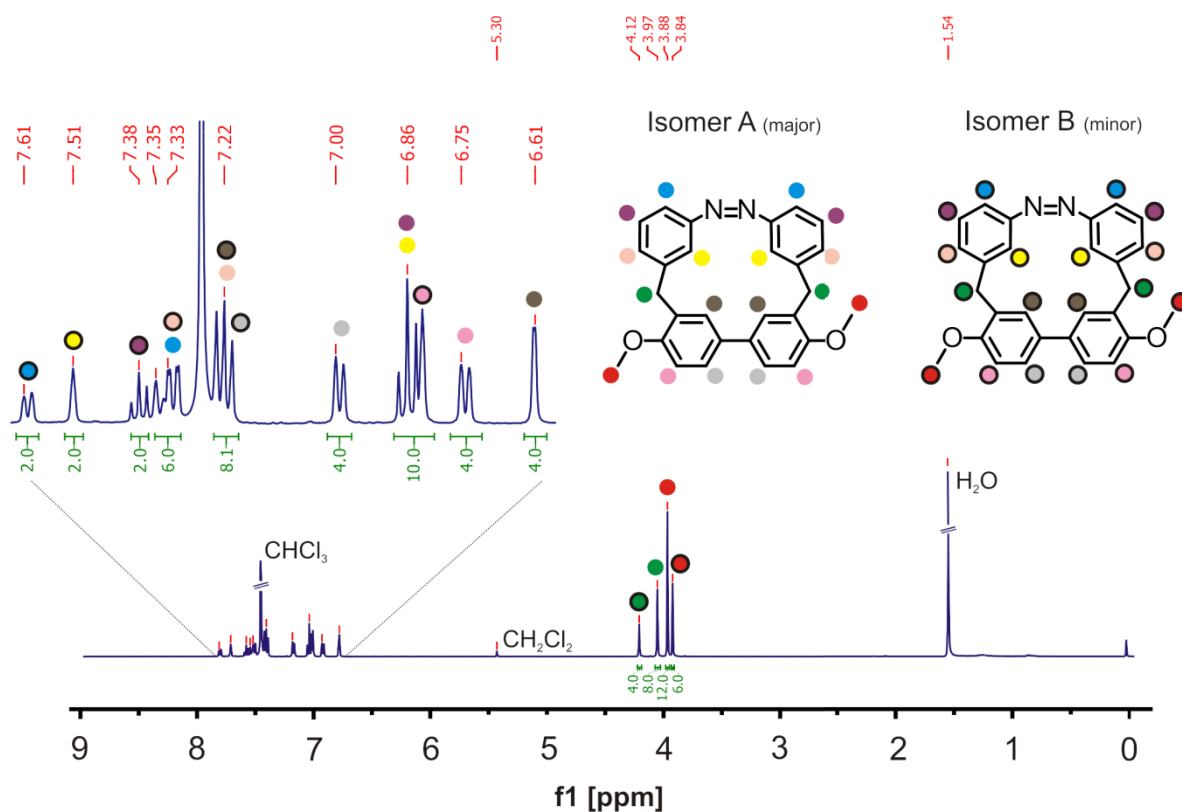 5.30
4.12
3.97
3.88
3.84
1.54
7.61
7.51
7.38
7.35
7.33
7.22
7.00
6.86
6.75
6.61
Isomer A (major)
Isomer B (minor)
N=N
N=N
O
O
O
O
2.0
2.0
2.0
6.0
8.1
4.0
10.0
4.0
4.0
H₂O
CHCl₃
CH₂Cl₂
4.0
8.0
12.0
6.0
9 8 7 6 5 4 3 2 1 0
f1 [ppm]